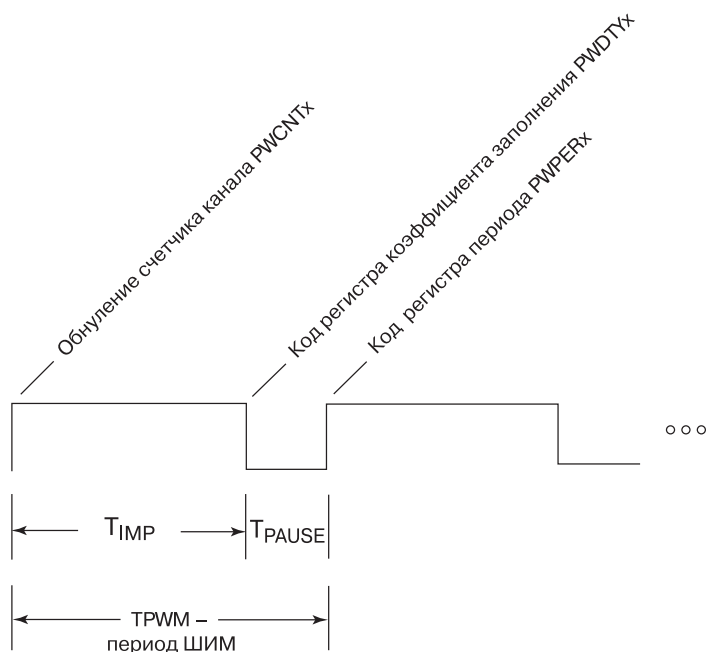 Обнуление счетчика канала PWCNTx
Код регистра коэффициента заполнения PWDTYx
Код регистра периода PWPERx
TIMP
TPAUSE
TPWM –
период ШИМ